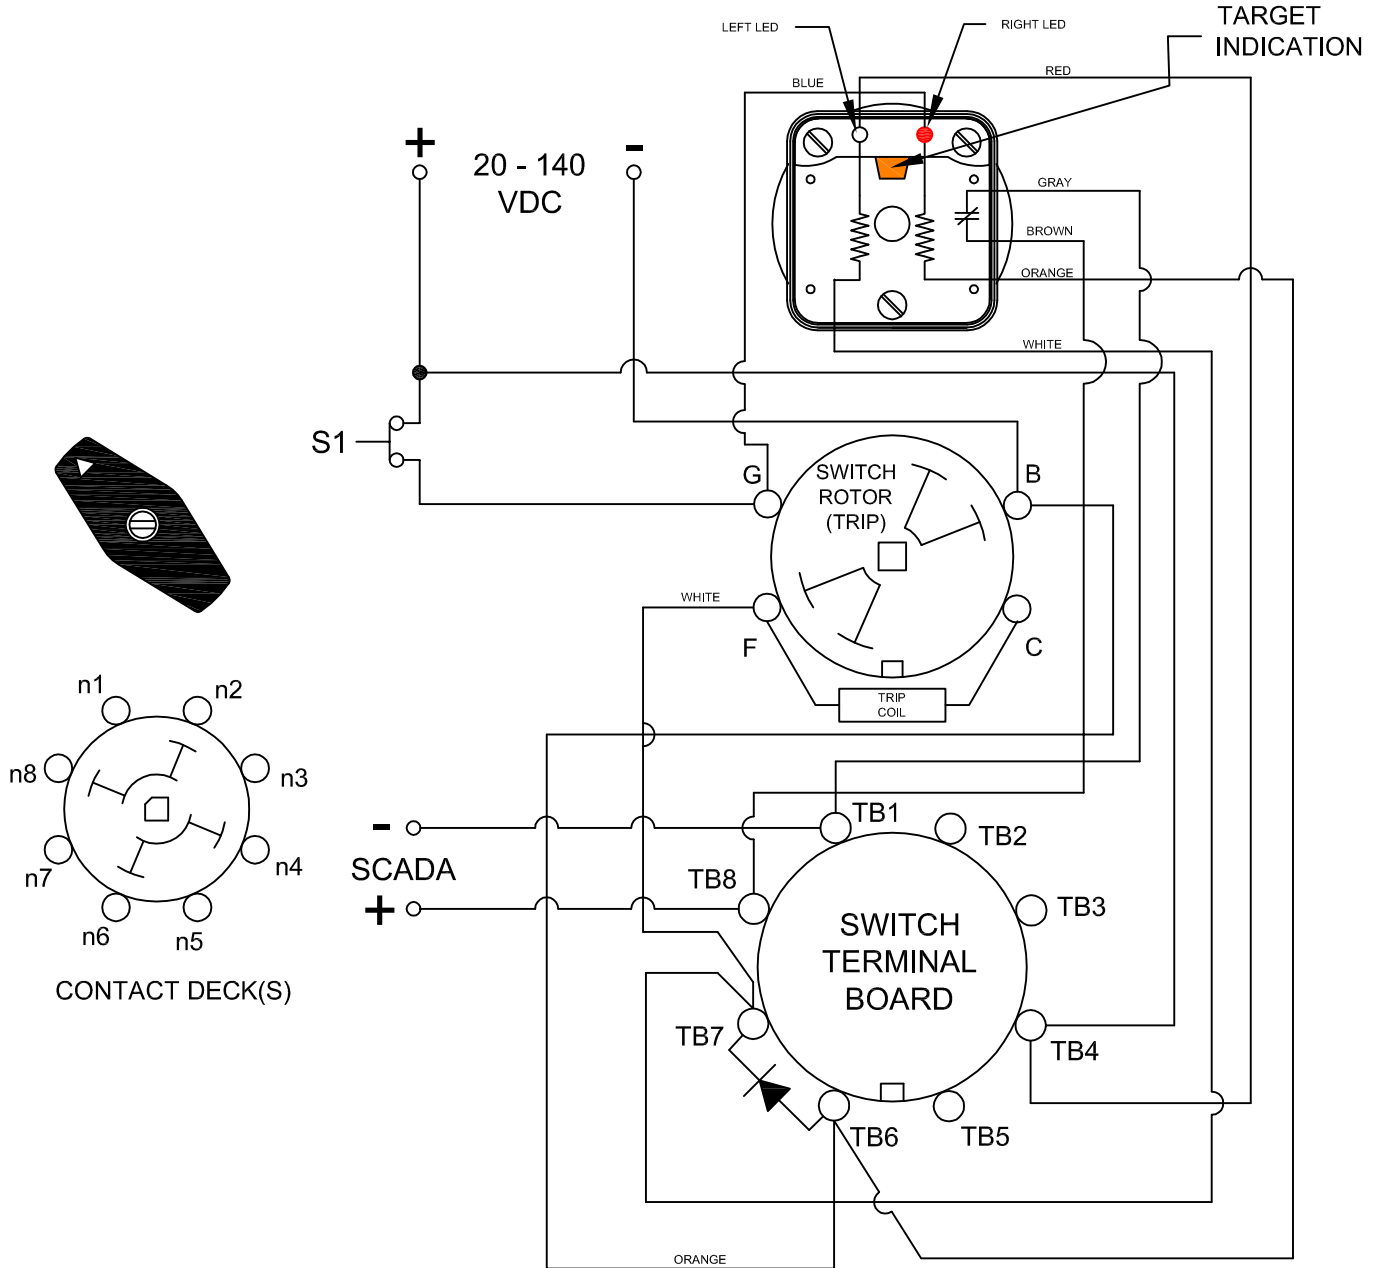 TARGET
INDICATION
LEFT LED
RIGHT LED
RED
BLUE
+
20 - 140
VDC
-
GRAY
BROWN
ORANGE
WHITE
S1
G
SWITCH
ROTOR
(TRIP)
B
WHITE
F
C
TRIP
COIL
n1
n2
n8
n3
n7
n4
n6
n5
CONTACT DECK(S)
-
SCADA
+
TB1
TB2
TB8
TB3
SWITCH
TERMINAL
BOARD
TB7
TB4
TB6
TB5
ORANGE